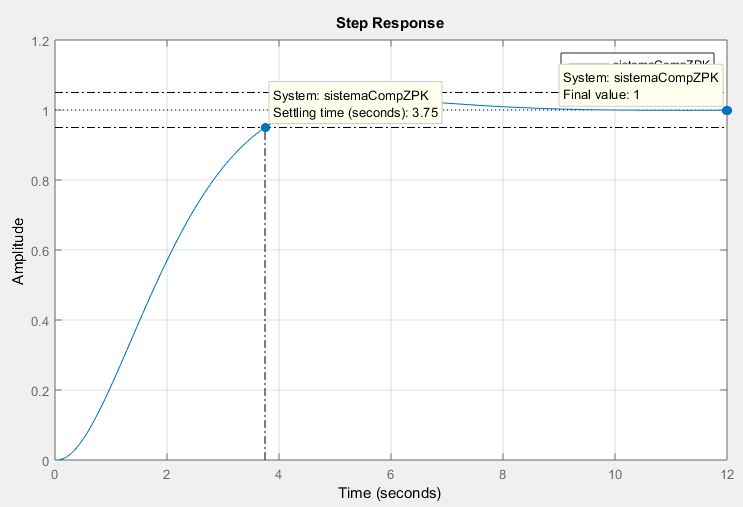 Step Response
System: sistemaCompZPK
Settling time (seconds): 3.75
sistemaCompZPK
System: sistemaCompZPK
Final value: 1
Amplitude
1.2
1
0.8
0.6
0.4
0.2
0
0 2 4 6 8 10 12
Time (seconds)